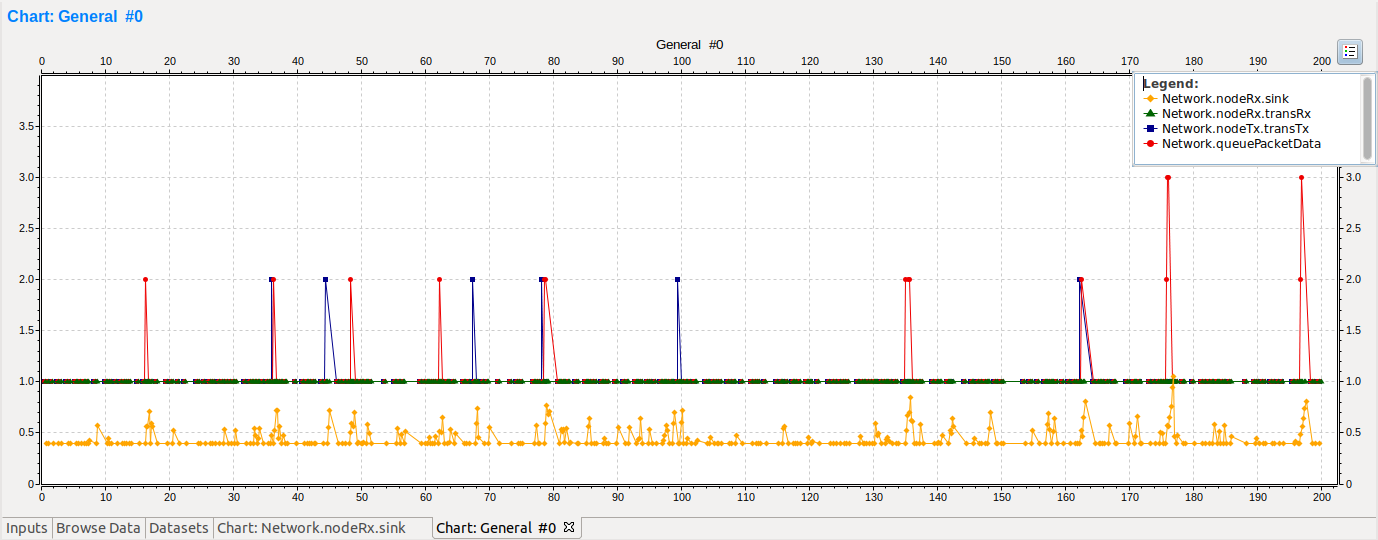 Chart: General #0
General #0
0 10 20 30 40 50 60 70 80 90 100 110 120 130 140 150 160 170 180 190 200
Legend:
Network.nodeRx.sink
Network.nodeRx.transRx
Network.nodeTx.transTx
Network.queuePacketData
3.5
3.0 3.0
2.5 2.5
2.0 2.0
1.5 1.5
1.0 1.0
0.5 0.5
0 0
0 10 20 30 40 50 60 70 80 90 100 110 120 130 140 150 160 170 180 190 200
Inputs Browse Data Datasets Chart: Network.nodeRx.sink Chart: General #0